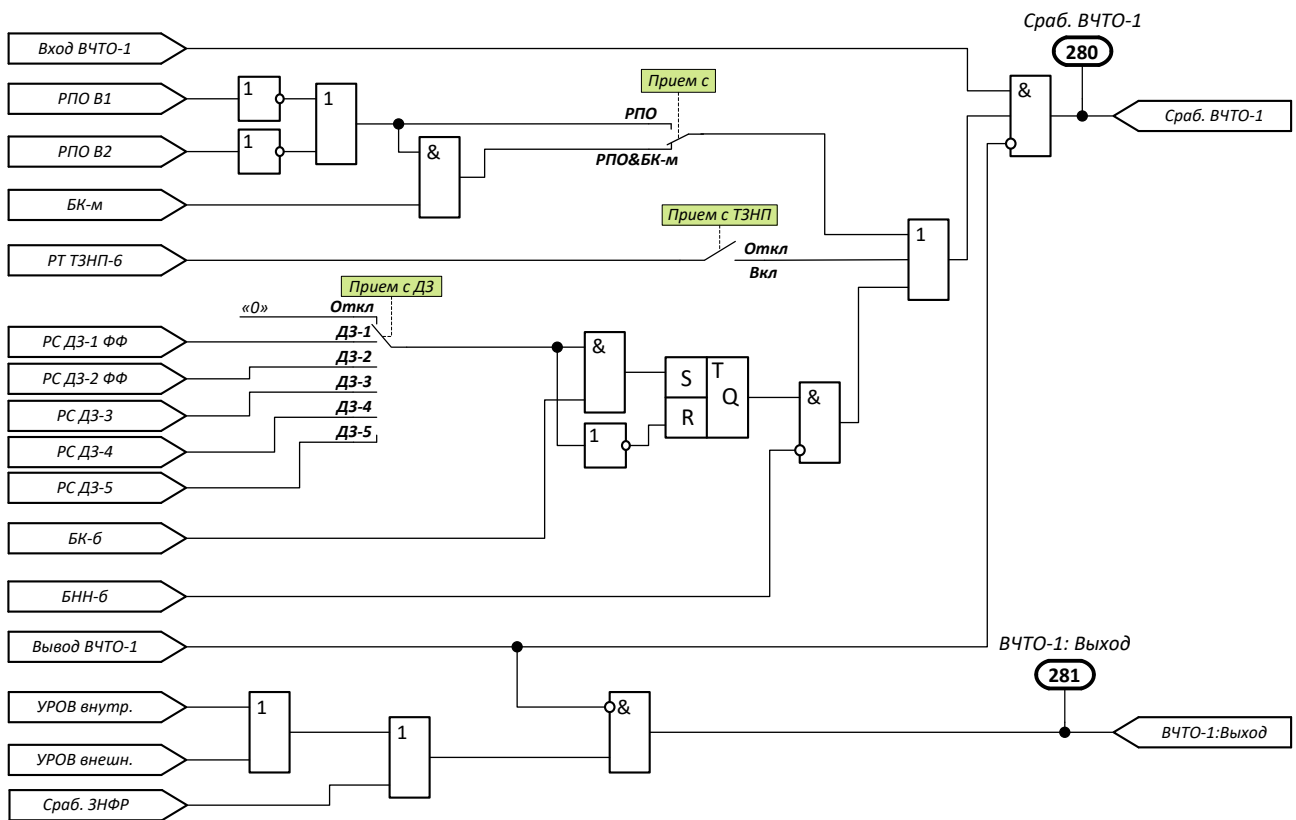 Сраб. ВЧТО-1
280
Вход ВЧТО-1
РПО В1
1
1
Прием с
&
Сраб. ВЧТО-1
РПО
РПО В2
1
&
РПО&БК-м
БК-м
Прием с ТЗНП
1
Откл
РТ ТЗНП-6
Вкл
Прием с ДЗ
«0»
Откл
РС ДЗ-1 ФФ
ДЗ-1
&
РС ДЗ-2 ФФ
ДЗ-2
S
T
Q
РС ДЗ-3
ДЗ-3
&
R
РС ДЗ-4
ДЗ-4
1
ДЗ-5
РС ДЗ-5
БК-б
БНН-б
Вывод ВЧТО-1
ВЧТО-1: Выход
281
УРОВ внутр.
1
&
1
ВЧТО-1:Выход
УРОВ внешн.
Сраб. ЗНФР